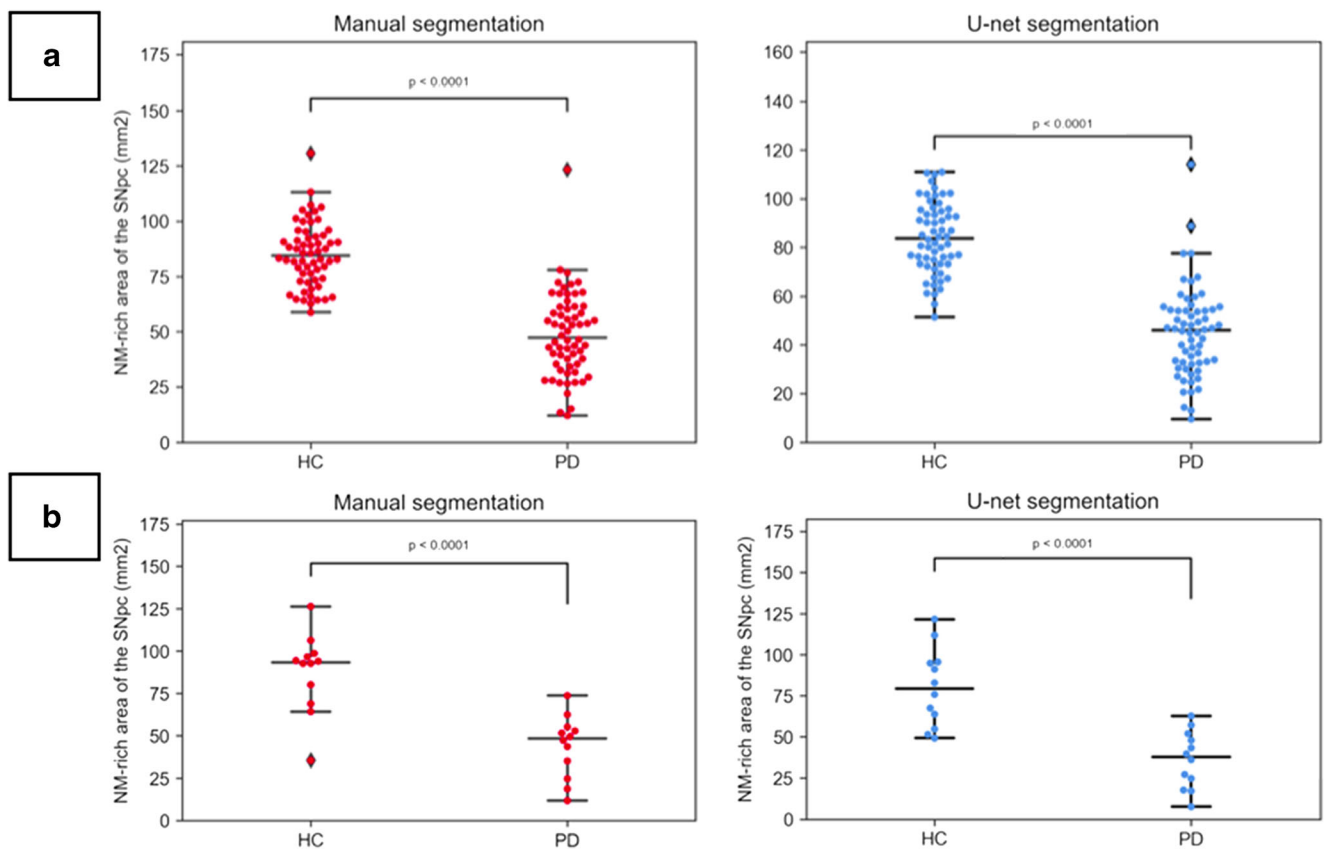 a
Manual segmentation
NM-rich area of the SNpc (mm2)
175
150
125
100
75
50
25
0
p < 0.0001
HC
PD
U-net segmentation
160
140
120
100
80
60
40
20
0
p < 0.0001
HC
PD
b
Manual segmentation
NM-rich area of the SNpc (mm2)
175
150
125
100
75
50
25
0
p < 0.0001
HC
PD
U-net segmentation
NM-rich area of the SNpc (mm2)
175
150
125
100
75
50
25
0
p < 0.0001
HC
PD